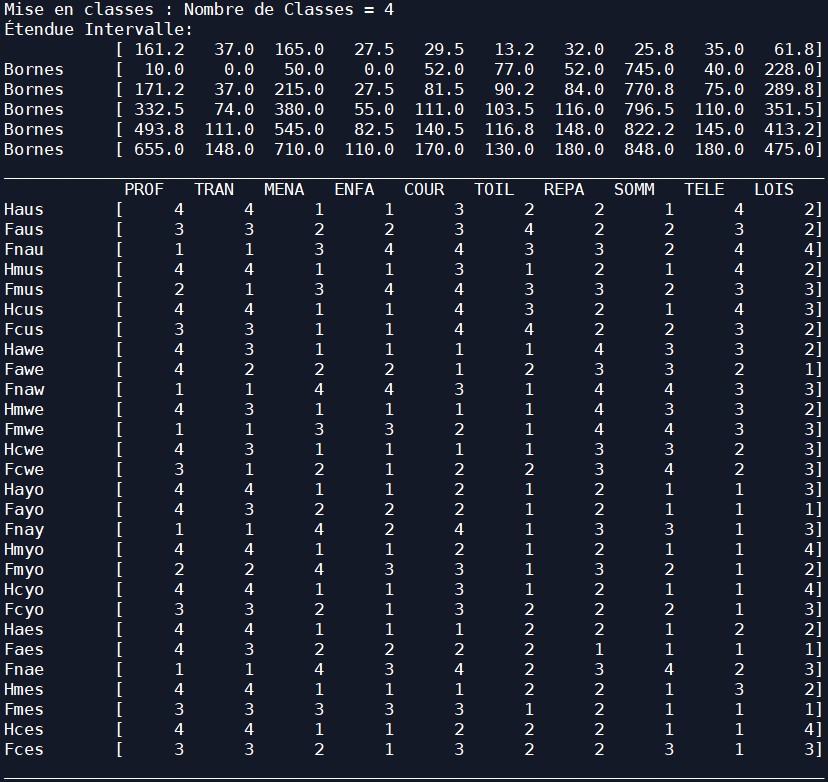 Mise en classes : Nombre de Classes = 4
Étendue Intervalle:
[ 161.2 37.0 165.0 27.5 29.5 13.2 32.0 25.8 35.0 61.8]
Bornes [ 10.0 0.0 50.0 0.0 52.0 77.0 52.0 745.0 40.0 228.0]
Bornes [ 171.2 37.0 215.0 27.5 81.5 90.2 84.0 770.8 75.0 289.8]
Bornes [ 332.5 74.0 380.0 55.0 111.0 103.5 116.0 796.5 110.0 351.5]
Bornes [ 493.8 111.0 545.0 82.5 140.5 116.8 148.0 822.2 145.0 413.2]
Bornes [ 655.0 148.0 710.0 110.0 170.0 130.0 180.0 848.0 180.0 475.0]
PROF TRAN MENA ENFA COUR TOIL REPA SOMM TELE LOIS
Haus [ 4 4 1 1 3 2 2 1 4 2]
Faus [ 3 3 2 2 3 4 2 2 3 2]
Fnau [ 1 1 3 4 4 3 3 2 4 4]
Hmus [ 4 4 1 1 3 1 2 1 4 2]
Fmus [ 2 1 3 4 4 3 3 2 3 3]
Hcus [ 4 4 1 1 4 3 2 1 4 3]
Fcus [ 3 3 1 1 4 4 2 2 3 2]
Hawe [ 4 3 1 1 1 1 4 3 3 2]
Fawe [ 4 2 2 2 1 2 3 3 2 1]
Fnaw [ 1 1 4 4 3 1 4 4 3 3]
Hmwe [ 4 3 1 1 1 1 4 3 3 2]
Fmwe [ 1 1 3 3 2 1 4 4 3 3]
Hcwe [ 4 3 1 1 1 1 3 3 2 3]
Fcwe [ 3 1 2 1 2 2 3 4 2 3]
Hayo [ 4 4 1 1 2 1 2 1 1 3]
Fayo [ 4 3 2 2 2 1 2 1 1 1]
Fnay [ 1 1 4 2 4 1 3 3 1 3]
Hmyo [ 4 4 1 1 2 1 2 1 1 4]
Fmyo [ 2 2 4 3 3 1 3 2 1 2]
Hcyo [ 4 4 1 1 3 1 2 1 1 4]
Fcyo [ 3 3 2 1 3 2 2 2 1 3]
Haes [ 4 4 1 1 1 2 2 1 2 2]
Faes [ 4 3 2 2 2 2 1 1 1 1]
Fnae [ 1 1 4 3 4 2 3 4 2 3]
Hmes [ 4 4 1 1 1 2 2 1 3 2]
Fmes [ 3 3 3 3 3 1 2 1 1 1]
Hces [ 4 4 1 1 2 2 2 1 1 4]
Fces [ 3 3 2 1 3 2 2 3 1 3]